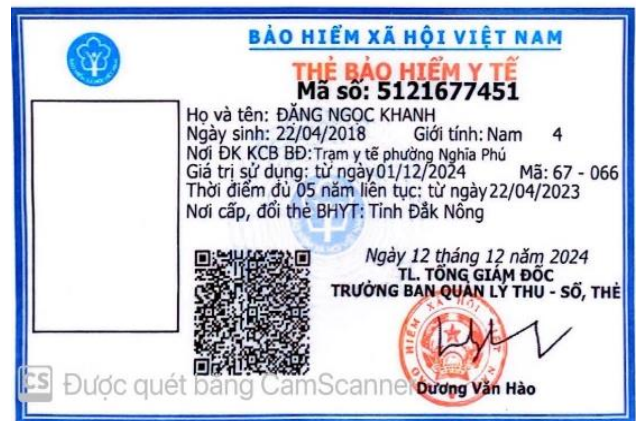 BẢO HIỂM XÃ HỘI VIỆT NAM
THẺ BẢO HIỂM Y TẾ
Mã số: 5121677451
Họ và tên: ĐĂNG NGỌC KHANH
Ngày sinh: 22/04/2018 Giới tính: Nam 4
Nơi ĐK KCB BĐ: Trạm y tế phường Nghĩa Phú
Giá trị sử dụng: từ ngày 01/12/2024 Mã: 67 - 066
Thời điểm đủ 05 năm liên tục: từ ngày 22/04/2023
Nơi cấp, đổi thẻ BHYT: Tỉnh Đắk Nông
Ngày 12 tháng 12 năm 2024
TL. TỔNG GIÁM ĐỐC
TRƯỞNG BAN QUẢN LÝ THU - SỔ, THẺ
Dương Văn Hào
CS Được quét bằng CamScanner